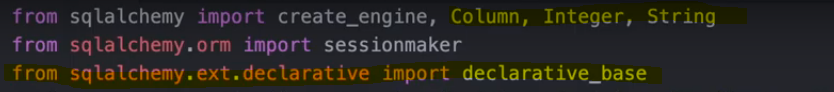 from sqlalchemy import create_engine, Column, Integer, String
from sqlalchemy.orm import sessionmaker
from sqlalchemy.ext.declarative import declarative_base